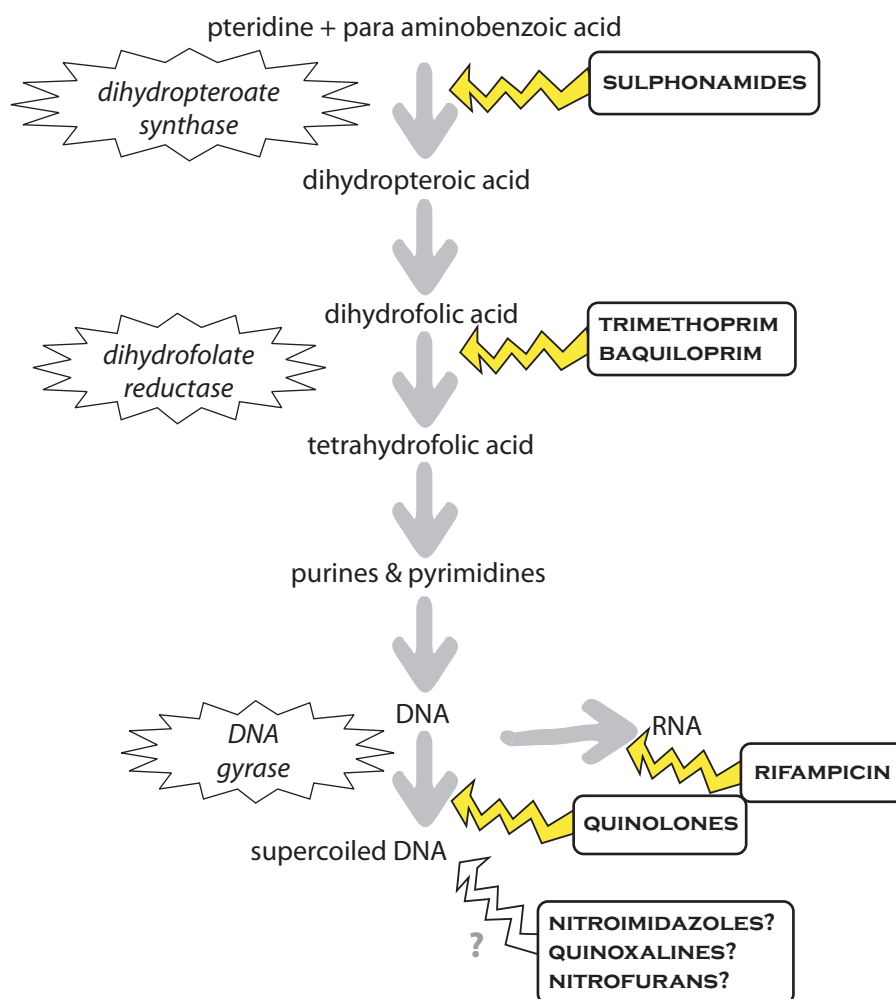 pteridine + para aminobenzoic acid
dihydropteroate
synthase
SULPHONAMIDES
dihydropteroic acid
dihydrofolic acid
dihydrofolate
reductase
TRIMETHOPRIM
BAQUILOPRIM
tetrahydrofolic acid
purines & pyrimidines
DNA
RNA
DNA
gyrase
RIFAMPICIN
QUINOLONES
supercoiled DNA
?
NITROIMIDAZOLES?
QUINOXALINES?
NITROFURANS?